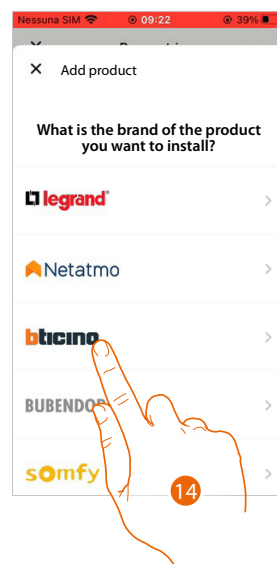 Nessuna SIM 09:22 39%
× Add product
What is the brand of the product
you want to install?
legrand®
Netatmo
bticino
somfy
14